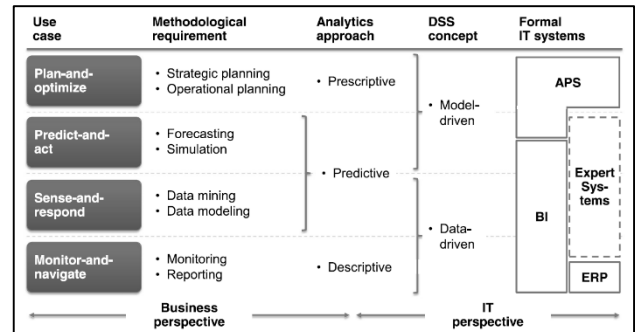 Use
case
Methodological
requirement
Analytics
approach
DSS
concept
Formal
IT systems
Plan-and-
optimize
• Strategic planning
• Operational planning
• Prescriptive
APS
• Model-
driven
Predict-and-
act
• Forecasting
• Simulation
• Predictive
Expert
Sys-
tems
Sense-and-
respond
• Data mining
• Data modeling
BI
• Data-
driven
Monitor-and-
navigate
• Monitoring
• Reporting
• Descriptive
ERP
Business
perspective
IT
perspective